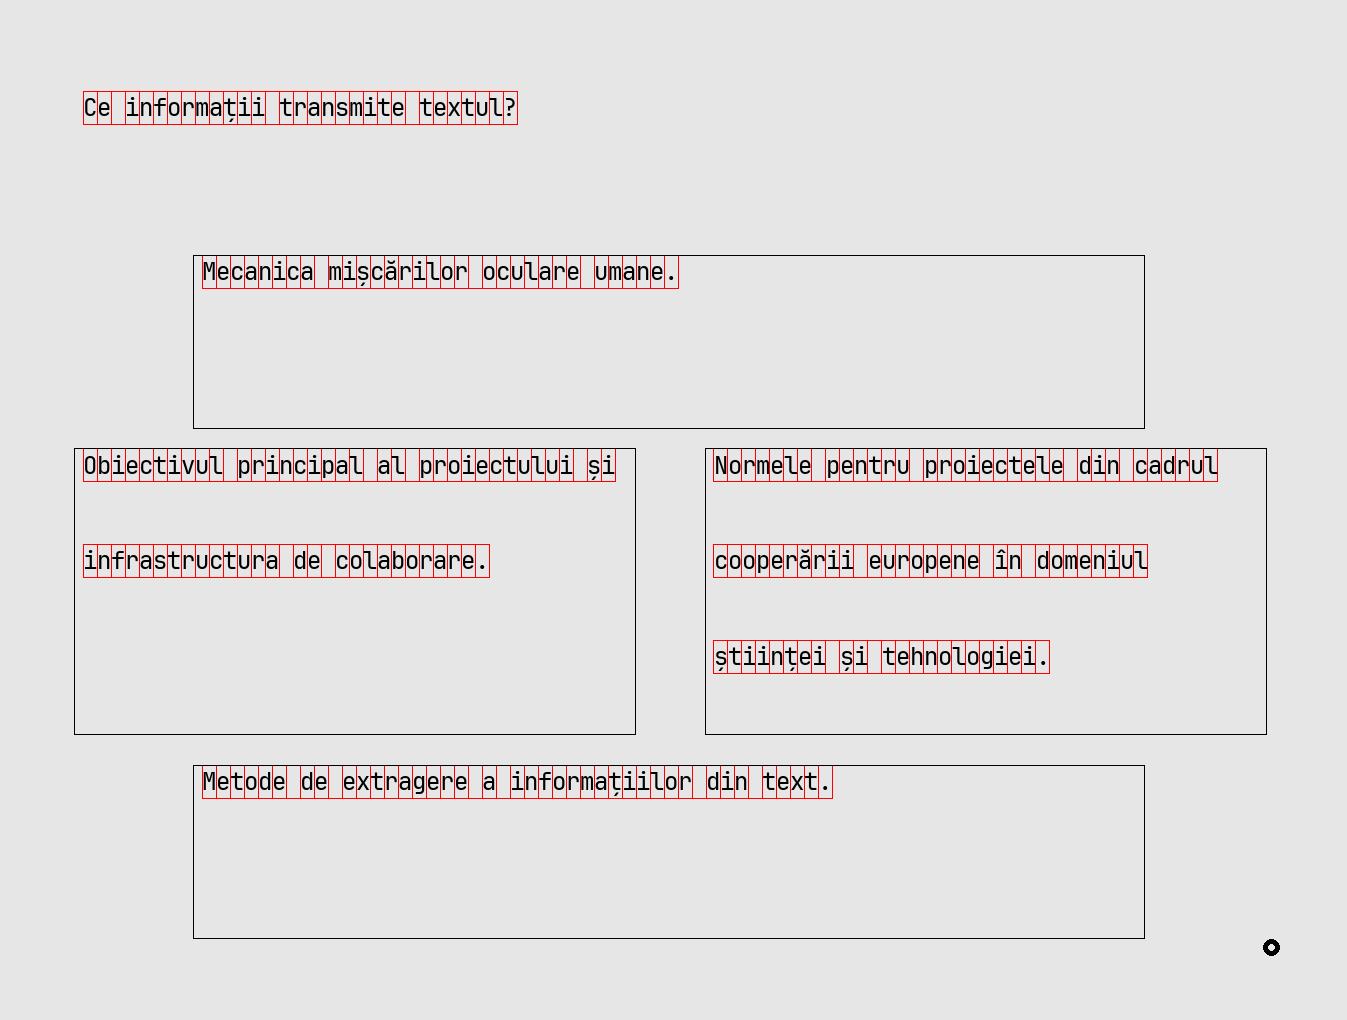 Ce informații transmite textul?
Mecanica mișcărilor oculare umane.
Obiectivul principal al proiectului și
infrastructura de colaborare.
Normele pentru proiectele din cadrul
cooperării europene în domeniul
științei și tehnologiei.
Metode de extragere a informațiilor din text.